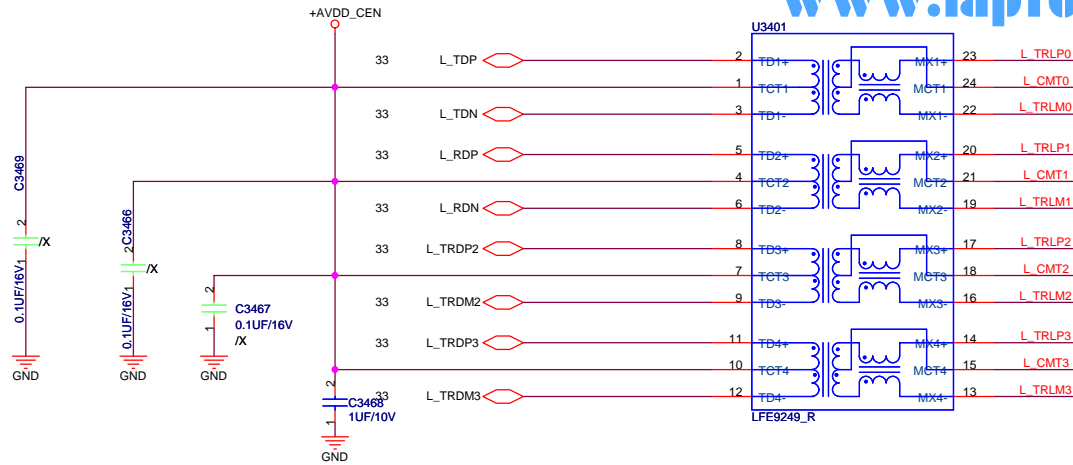 www.lapro
+AVDD_CEN
U3401
33 L_TDP 2 TD1+ MX1+ 23 L_TRLP0
1 TCT1 MCT1 24 L_CMT0
33 L_TDN 3 TD1- MX1- 22 L_TRLM0
33 L_RDP 5 TD2+ MX2+ 20 L_TRLP1
4 TCT2 MCT2 21 L_CMT1
33 L_RDN 6 TD2- MX2- 19 L_TRLM1
33 L_TRDP2 8 TD3+ MX3+ 17 L_TRLP2
7 TCT3 MCT3 18 L_CMT2
33 L_TRDM2 9 TD3- MX3- 16 L_TRLM2
33 L_TRDP3 11 TD4+ MX4+ 14 L_TRLP3
10 TCT4 MCT4 15 L_CMT3
33 L_TRDM3 12 TD4- MX4- 13 L_TRLM3
LFE9249_R
C3469
2
/X
1
0.1UF/16V
GND
C3466
2
/X
1
0.1UF/16V
GND
2
C3467
0.1UF/16V
1
/X
GND
2
C3468
1UF/10V
1
GND